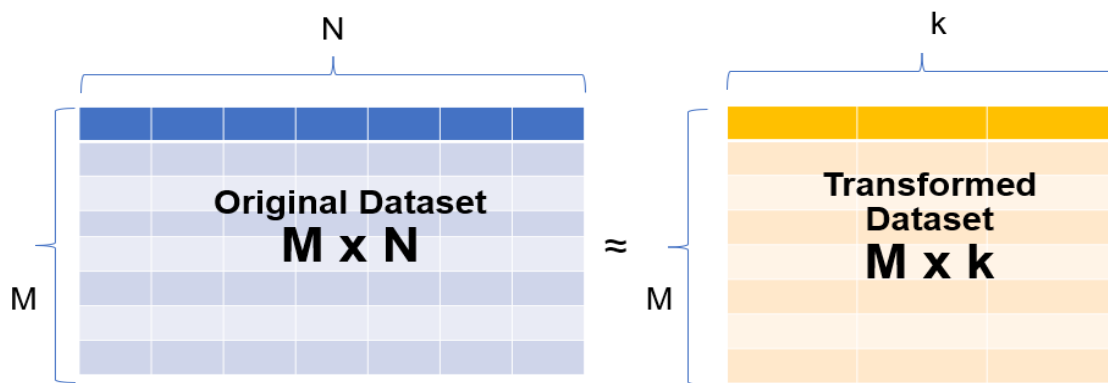 N
k
Original Dataset
M x N
≈
Transformed
Dataset
M x k
M
M